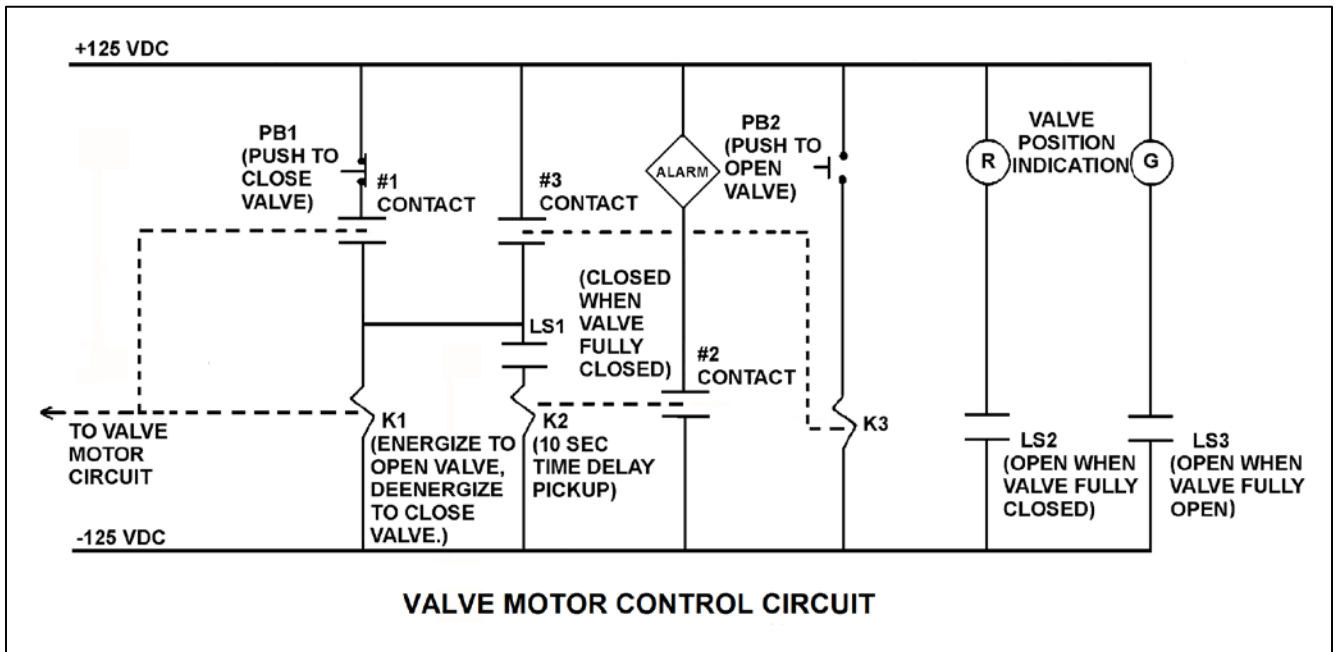 +125 VDC
PB1
(PUSH TO
CLOSE
VALVE)
#1
CONTACT
#3
CONTACT
ALARM
PB2
(PUSH TO
OPEN
VALVE)
R
VALVE
POSITION
INDICATION
G
(CLOSED
WHEN
VALVE
FULLY
CLOSED)
LS1
#2
CONTACT
TO VALVE
MOTOR
CIRCUIT
K1
(ENERGIZE TO
OPEN VALVE,
DEENERGIZE
TO CLOSE
VALVE.)
K2
(10 SEC
TIME DELAY
PICKUP)
K3
LS2
(OPEN WHEN
VALVE FULLY
CLOSED)
LS3
(OPEN WHEN
VALVE FULLY
OPEN)
-125 VDC
VALVE MOTOR CONTROL CIRCUIT